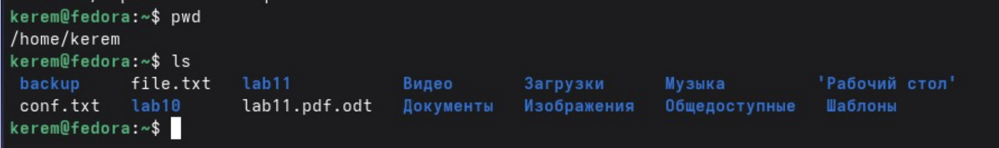 kerem@fedora:~$ pwd
/home/kerem
kerem@fedora:~$ ls
backup file.txt lab11 Видео Загрузки Музыка 'Рабочий стол'
conf.txt lab10 lab11.pdf.odt Документы Изображения Общедоступные Шаблоны
kerem@fedora:~$